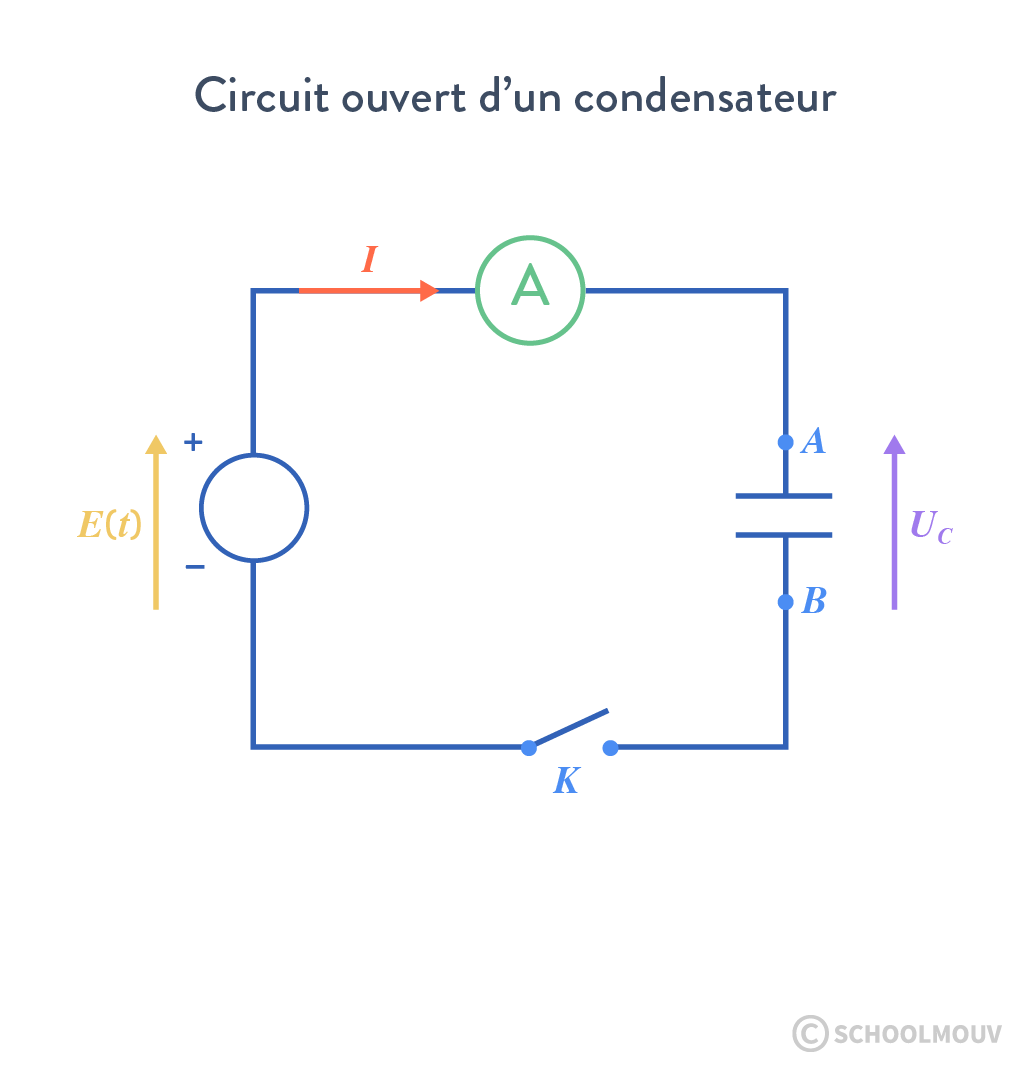 Circuit ouvert d’un condensateur
I
A
+
A
E(t)
U_C
−
B
K
© SCHOOLMOUV